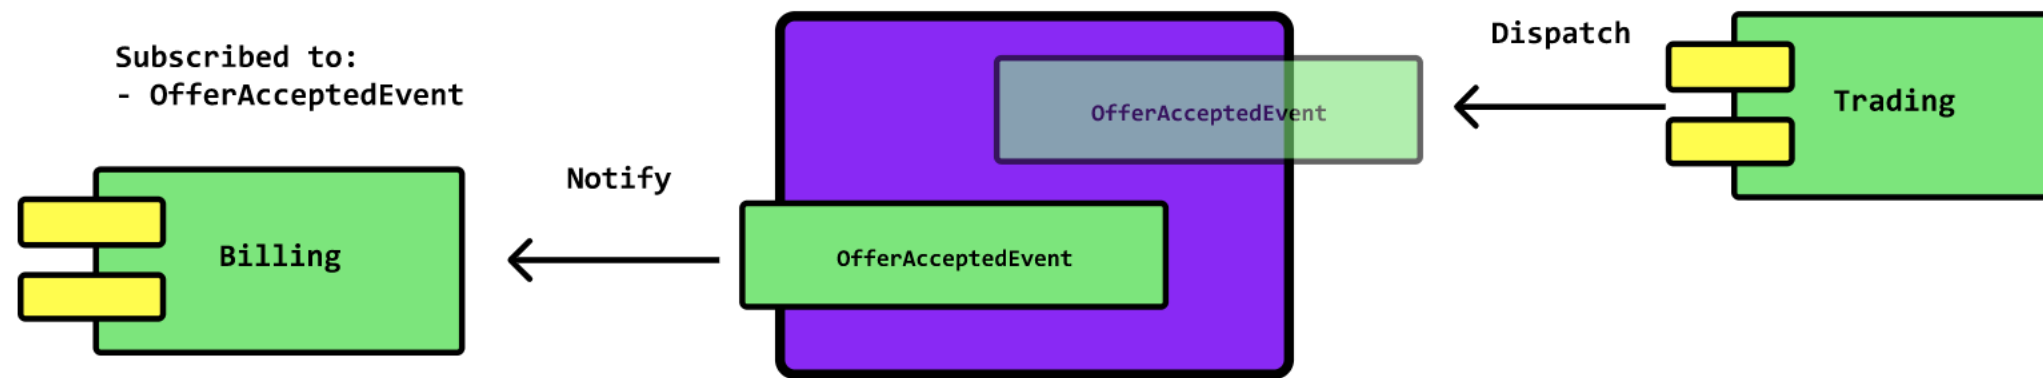 Subscribed to:
- OfferAcceptedEvent
Billing
Notify
OfferAcceptedEvent
OfferAcceptedEvent
Dispatch
Trading